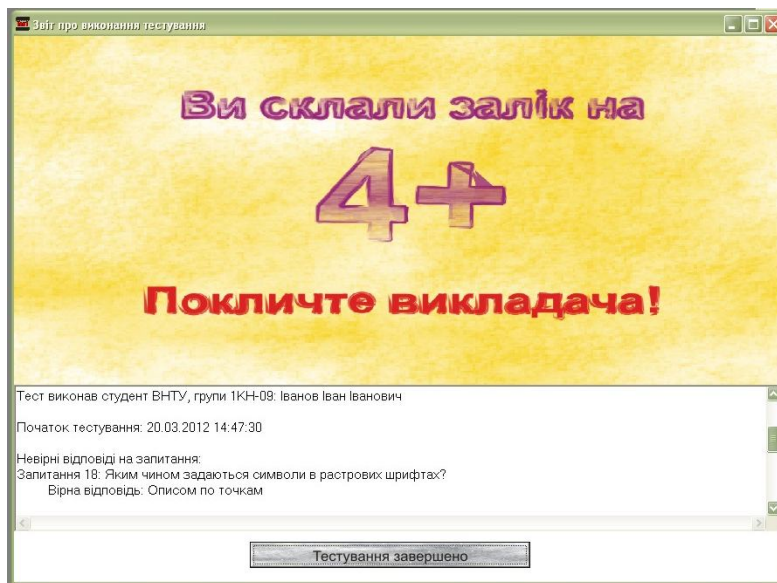 Звіт про виконання тестування
Ви склали залік на
4+
Покличте викладача!
Тест виконав студент ВНТУ, групи 1КН-09: Іванов Іван Іванович
Початок тестування: 20.03.2012 14:47:30
Невірні відповіді на запитання:
Запитання 18: Яким чином задаються символи в растрових шрифтах?
Вірна відповідь: Описом по точкам
Тестування завершено